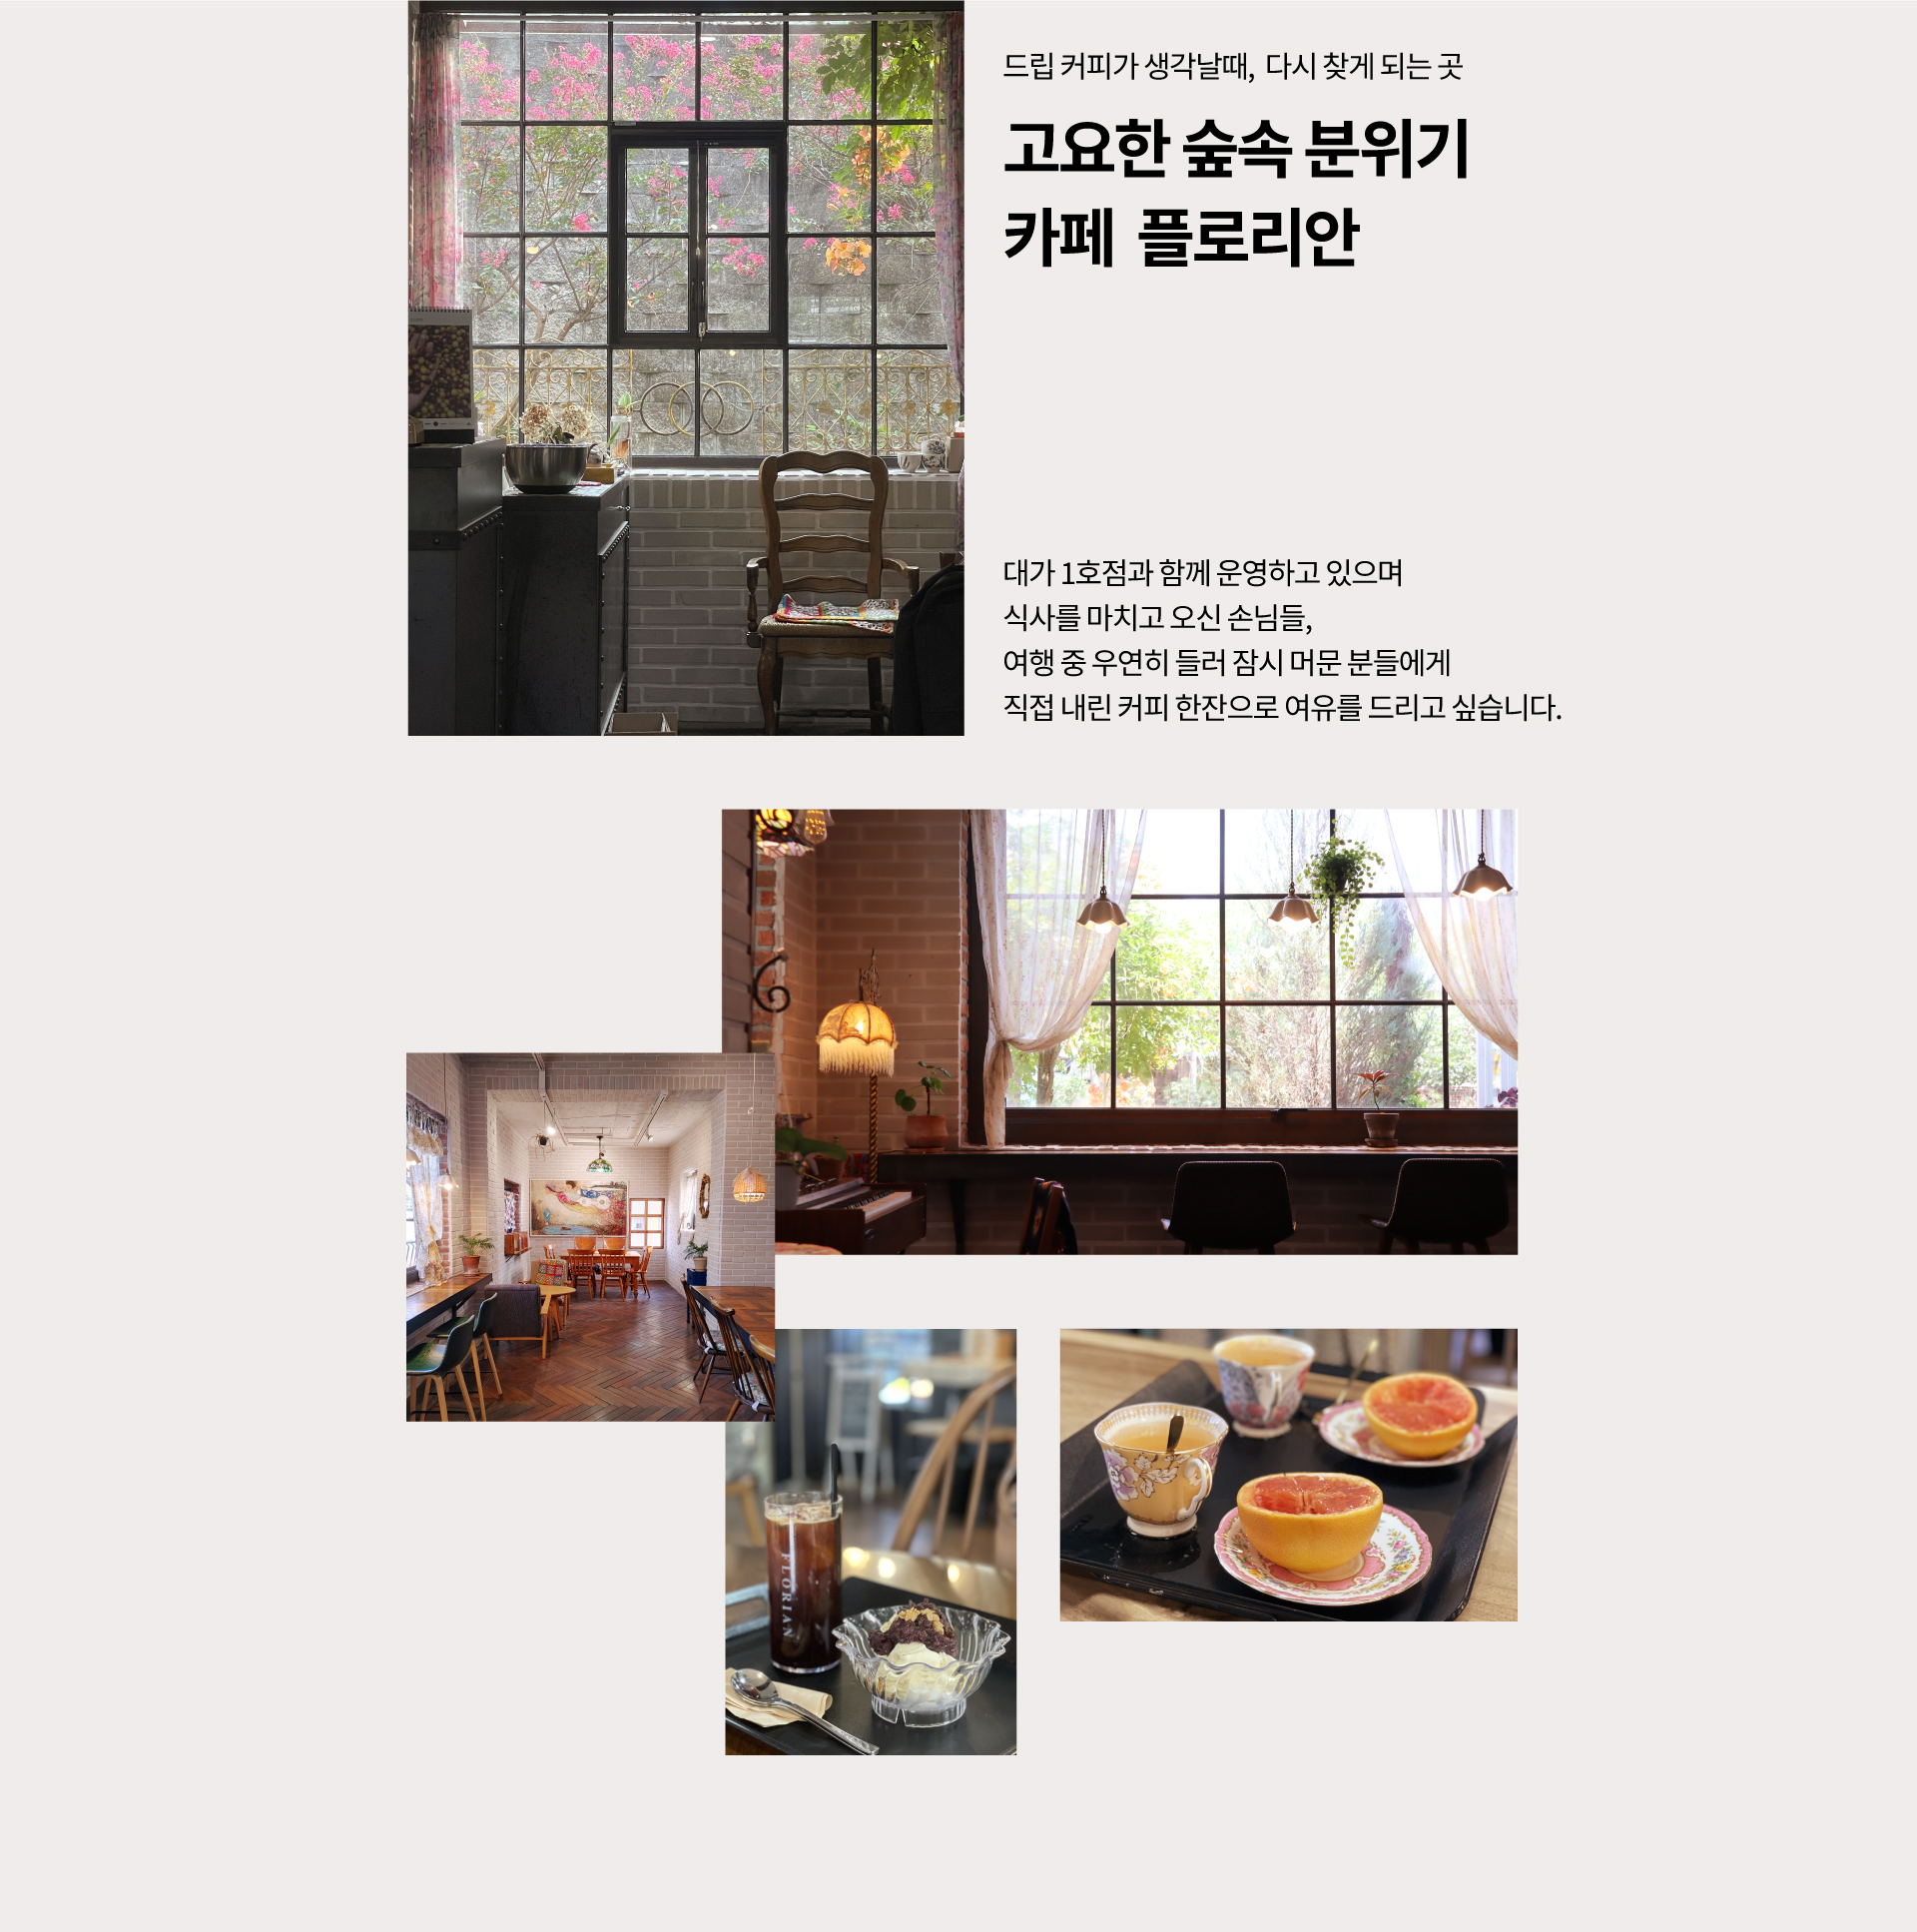 드립 커피가 생각날때, 다시 찾게 되는 곳
고요한 숲속 분위기
카페 플로리안
대가 1호점과 함께 운영하고 있으며
식사를 마치고 오신 손님들,
여행 중 우연히 들러 잠시 머문 분들에게
직접 내린 커피 한잔으로 여유를 드리고 싶습니다.
FLORIAN